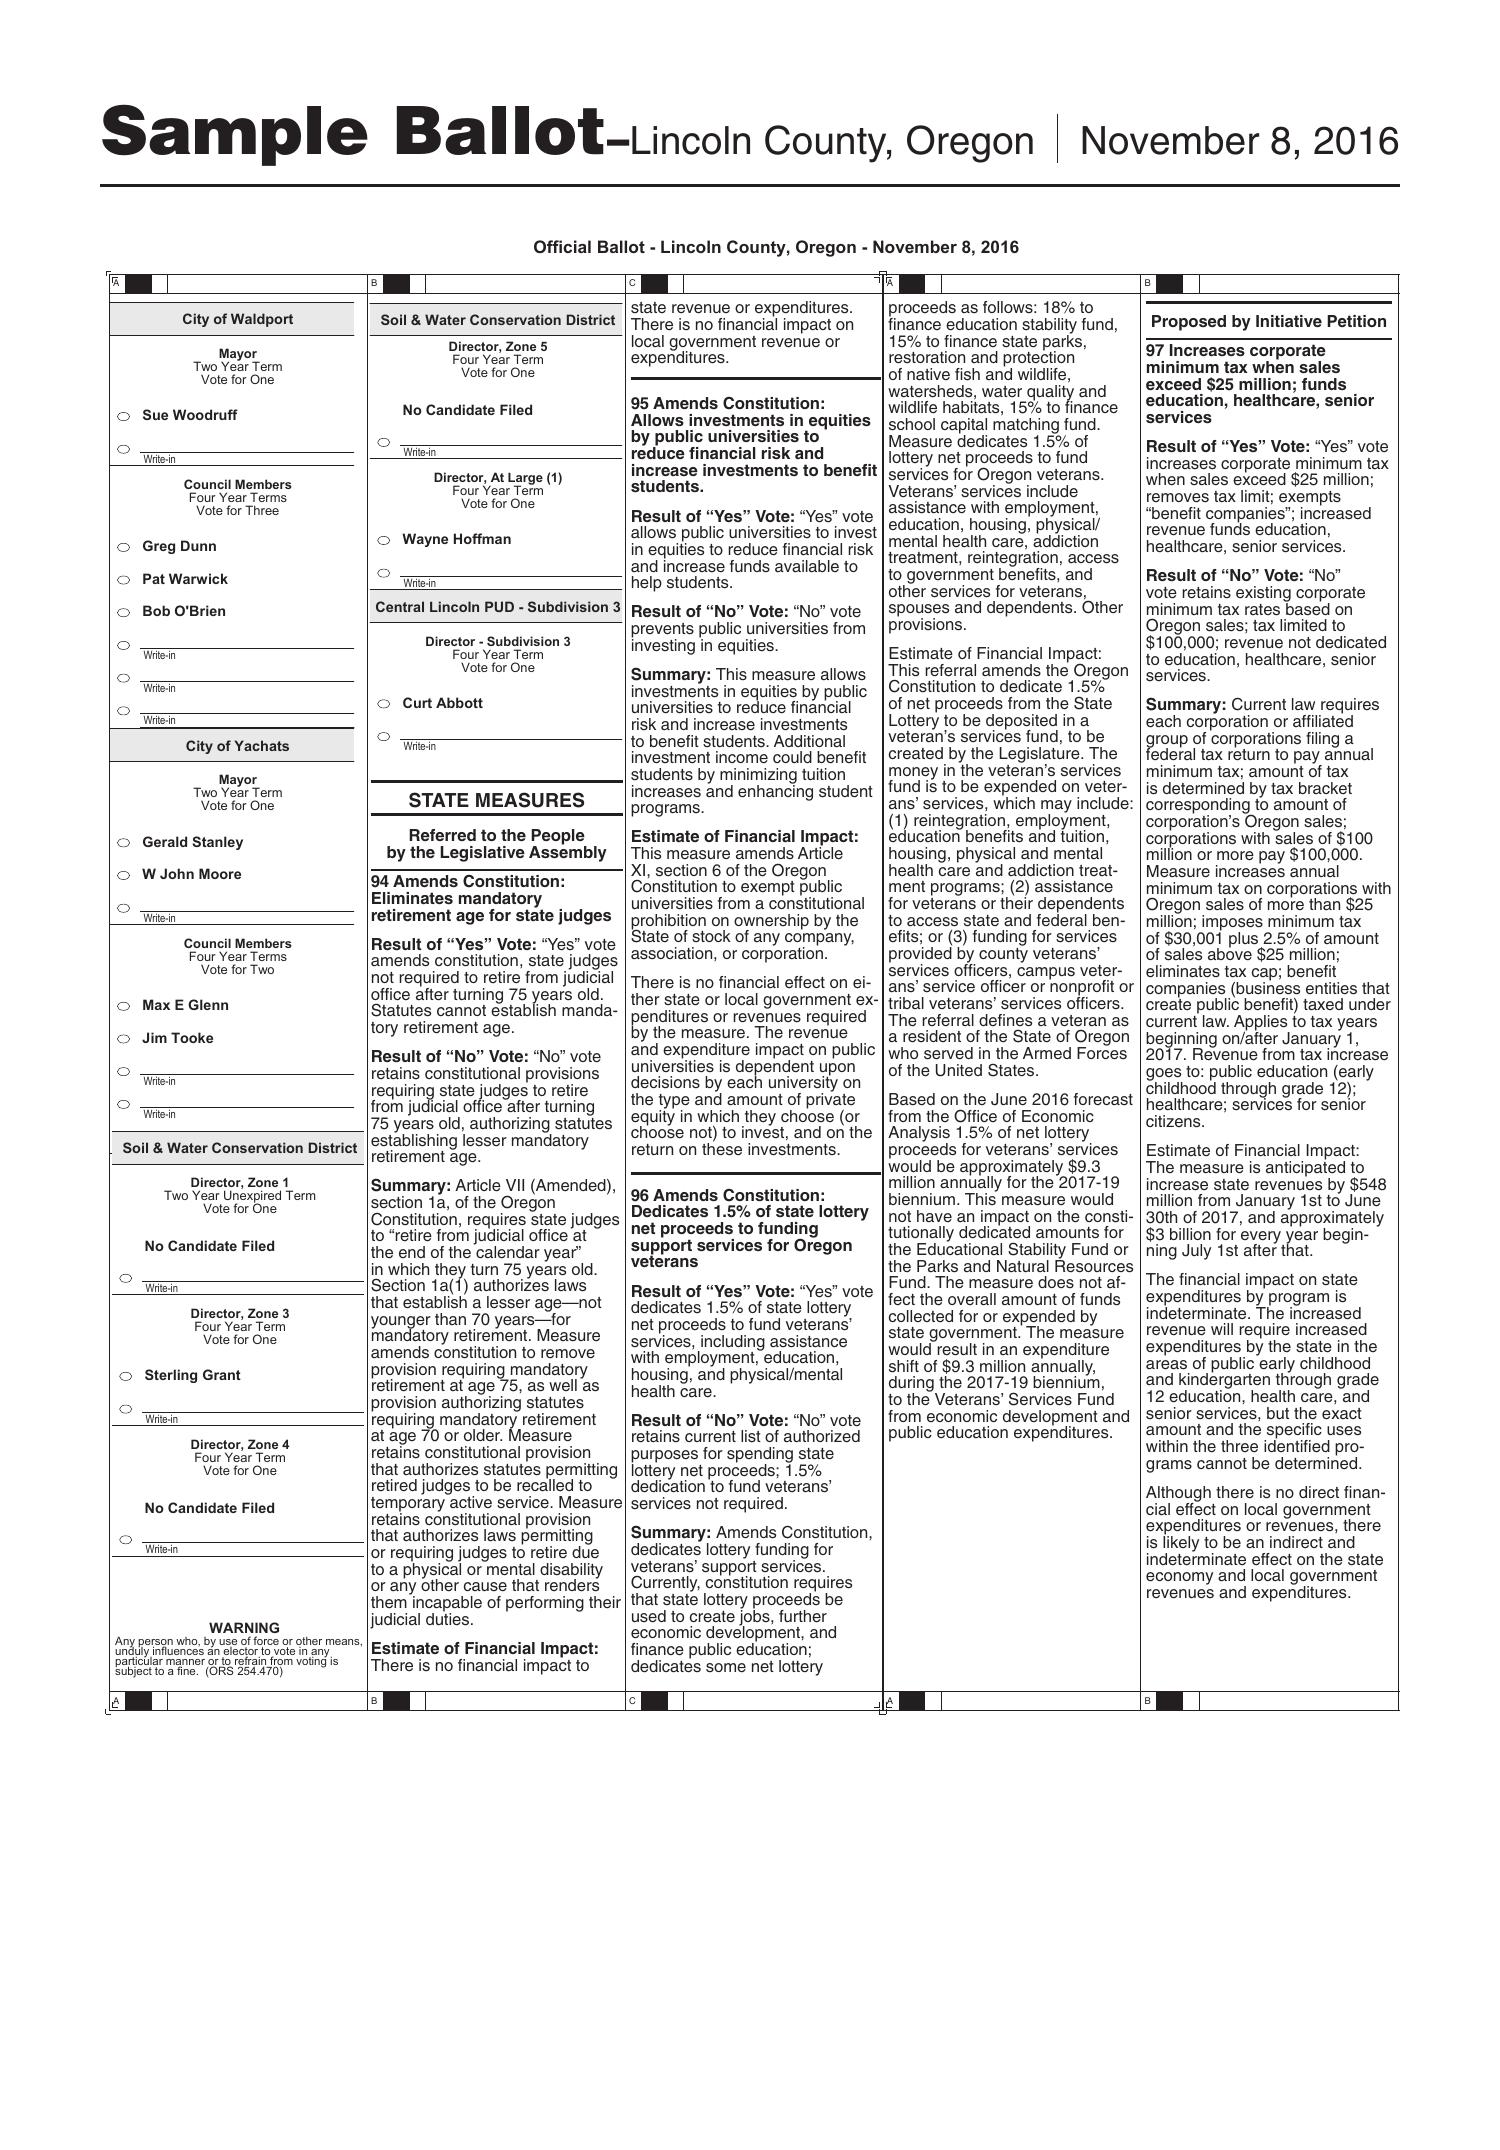 Sample Ballot–Lincoln County, Oregon | November 8, 2016
Official Ballot - Lincoln County, Oregon - November 8, 2016
A
City of Waldport
Mayor
Two Year Term
Vote for One
Sue Woodruff
Write-in
Council Members
Four Year Terms
Vote for Three
Greg Dunn
Pat Warwick
Bob O'Brien
Write-in
Write-in
Write-in
City of Yachats
Mayor
Two Year Term
Vote for One
Gerald Stanley
W John Moore
Write-in
Council Members
Four Year Terms
Vote for Two
Max E Glenn
Jim Tooke
Write-in
Write-in
Soil & Water Conservation District
Director, Zone 1
Two Year Unexpired Term
Vote for One
No Candidate Filed
Write-in
Director, Zone 3
Four Year Term
Vote for One
Sterling Grant
Write-in
Director, Zone 4
Four Year Term
Vote for One
No Candidate Filed
Write-in
WARNING
Any person who, by use of force or other means,
unduly influences an elector to vote in any
particular manner or to refrain from voting is
subject to a fine. (ORS 254.470)
A
B
Soil & Water Conservation District
Director, Zone 5
Four Year Term
Vote for One
No Candidate Filed
Write-in
Director, At Large (1)
Four Year Term
Vote for One
Wayne Hoffman
Write-in
Central Lincoln PUD - Subdivision 3
Director - Subdivision 3
Four Year Term
Vote for One
Curt Abbott
Write-in
STATE MEASURES
Referred to the People
by the Legislative Assembly
94 Amends Constitution:
Eliminates mandatory
retirement age for state judges
Result of “Yes” Vote: “Yes” vote
amends constitution, state judges
not required to retire from judicial
office after turning 75 years old.
Statutes cannot establish manda-
tory retirement age.
Result of “No” Vote: “No” vote
retains constitutional provisions
requiring state judges to retire
from judicial office after turning
75 years old, authorizing statutes
establishing lesser mandatory
retirement age.
Summary: Article VII (Amended),
section 1a, of the Oregon
Constitution, requires state judges
to “retire from judicial office at
the end of the calendar year”
in which they turn 75 years old.
Section 1a(1) authorizes laws
that establish a lesser age—not
younger than 70 years—for
mandatory retirement. Measure
amends constitution to remove
provision requiring mandatory
retirement at age 75, as well as
provision authorizing statutes
requiring mandatory retirement
at age 70 or older. Measure
retains constitutional provision
that authorizes statutes permitting
retired judges to be recalled to
temporary active service. Measure
retains constitutional provision
that authorizes laws permitting
or requiring judges to retire due
to a physical or mental disability
or any other cause that renders
them incapable of performing their
judicial duties.
Estimate of Financial Impact:
There is no financial impact to
B
C
state revenue or expenditures.
There is no financial impact on
local government revenue or
expenditures.
95 Amends Constitution:
Allows investments in equities
by public universities to
reduce financial risk and
increase investments to benefit
students.
Result of “Yes” Vote: “Yes” vote
allows public universities to invest
in equities to reduce financial risk
and increase funds available to
help students.
Result of “No” Vote: “No” vote
prevents public universities from
investing in equities.
Summary: This measure allows
investments in equities by public
universities to reduce financial
risk and increase investments
to benefit students. Additional
investment income could benefit
students by minimizing tuition
increases and enhancing student
programs.
Estimate of Financial Impact:
This measure amends Article
XI, section 6 of the Oregon
Constitution to exempt public
universities from a constitutional
prohibition on ownership by the
State of stock of any company,
association, or corporation.
There is no financial effect on ei-
ther state or local government ex-
penditures or revenues required
by the measure. The revenue
and expenditure impact on public
universities is dependent upon
decisions by each university on
the type and amount of private
equity in which they choose (or
choose not) to invest, and on the
return on these investments.
96 Amends Constitution:
Dedicates 1.5% of state lottery
net proceeds to funding
support services for Oregon
veterans
Result of “Yes” Vote: “Yes” vote
dedicates 1.5% of state lottery
net proceeds to fund veterans’
services, including assistance
with employment, education,
housing, and physical/mental
health care.
Result of “No” Vote: “No” vote
retains current list of authorized
purposes for spending state
lottery net proceeds; 1.5%
dedication to fund veterans’
services not required.
Summary: Amends Constitution,
dedicates lottery funding for
veterans’ support services.
Currently, constitution requires
that state lottery proceeds be
used to create jobs, further
economic development, and
finance public education;
dedicates some net lottery
C
A
proceeds as follows: 18% to
finance education stability fund,
15% to finance state parks,
restoration and protection
of native fish and wildlife,
watersheds, water quality and
wildlife habitats, 15% to finance
school capital matching fund.
Measure dedicates 1.5% of
lottery net proceeds to fund
services for Oregon veterans.
Veterans’ services include
assistance with employment,
education, housing, physical/
mental health care, addiction
treatment, reintegration, access
to government benefits, and
other services for veterans,
spouses and dependents. Other
provisions.
Estimate of Financial Impact:
This referral amends the Oregon
Constitution to dedicate 1.5%
of net proceeds from the State
Lottery to be deposited in a
veteran’s services fund, to be
created by the Legislature. The
money in the veteran’s services
fund is to be expended on veter-
ans’ services, which may include:
(1) reintegration, employment,
education benefits and tuition,
housing, physical and mental
health care and addiction treat-
ment programs; (2) assistance
for veterans or their dependents
to access state and federal ben-
efits; or (3) funding for services
provided by county veterans’
services officers, campus veter-
ans’ service officer or nonprofit or
tribal veterans’ services officers.
The referral defines a veteran as
a resident of the State of Oregon
who served in the Armed Forces
of the United States.
Based on the June 2016 forecast
from the Office of Economic
Analysis 1.5% of net lottery
proceeds for veterans’ services
would be approximately $9.3
million annually for the 2017-19
biennium. This measure would
not have an impact on the consti-
tutionally dedicated amounts for
the Educational Stability Fund or
the Parks and Natural Resources
Fund. The measure does not af-
fect the overall amount of funds
collected for or expended by
state government. The measure
would result in an expenditure
shift of $9.3 million annually,
during the 2017-19 biennium,
to the Veterans’ Services Fund
from economic development and
public education expenditures.
A
B
Proposed by Initiative Petition
97 Increases corporate
minimum tax when sales
exceed $25 million; funds
education, healthcare, senior
services
Result of “Yes” Vote: “Yes” vote
increases corporate minimum tax
when sales exceed $25 million;
removes tax limit; exempts
“benefit companies”; increased
revenue funds education,
healthcare, senior services.
Result of “No” Vote: “No”
vote retains existing corporate
minimum tax rates based on
Oregon sales; tax limited to
$100,000; revenue not dedicated
to education, healthcare, senior
services.
Summary: Current law requires
each corporation or affiliated
group of corporations filing a
federal tax return to pay annual
minimum tax; amount of tax
is determined by tax bracket
corresponding to amount of
corporation’s Oregon sales;
corporations with sales of $100
million or more pay $100,000.
Measure increases annual
minimum tax on corporations with
Oregon sales of more than $25
million; imposes minimum tax
of $30,001 plus 2.5% of amount
of sales above $25 million;
eliminates tax cap; benefit
companies (business entities that
create public benefit) taxed under
current law. Applies to tax years
beginning on/after January 1,
2017. Revenue from tax increase
goes to: public education (early
childhood through grade 12);
healthcare; services for senior
citizens.
Estimate of Financial Impact:
The measure is anticipated to
increase state revenues by $548
million from January 1st to June
30th of 2017, and approximately
$3 billion for every year begin-
ning July 1st after that.
The financial impact on state
expenditures by program is
indeterminate. The increased
revenue will require increased
expenditures by the state in the
areas of public early childhood
and kindergarten through grade
12 education, health care, and
senior services, but the exact
amount and the specific uses
within the three identified pro-
grams cannot be determined.
Although there is no direct finan-
cial effect on local government
expenditures or revenues, there
is likely to be an indirect and
indeterminate effect on the state
economy and local government
revenues and expenditures.
B